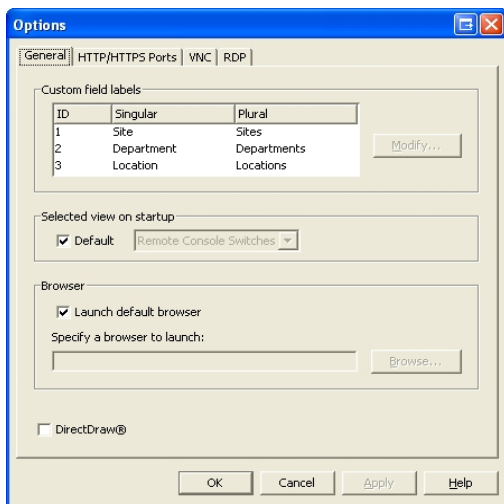 Options
General HTTP/HTTPS Ports VNC RDP
Custom field labels
ID Singular Plural
1 Site Sites
2 Department Departments
3 Location Locations
Modify...
Selected view on startup
Default Remote Console Switches
Browser
Launch default browser
Specify a browser to launch:
Browse...
DirectDraw®
OK Cancel Apply Help